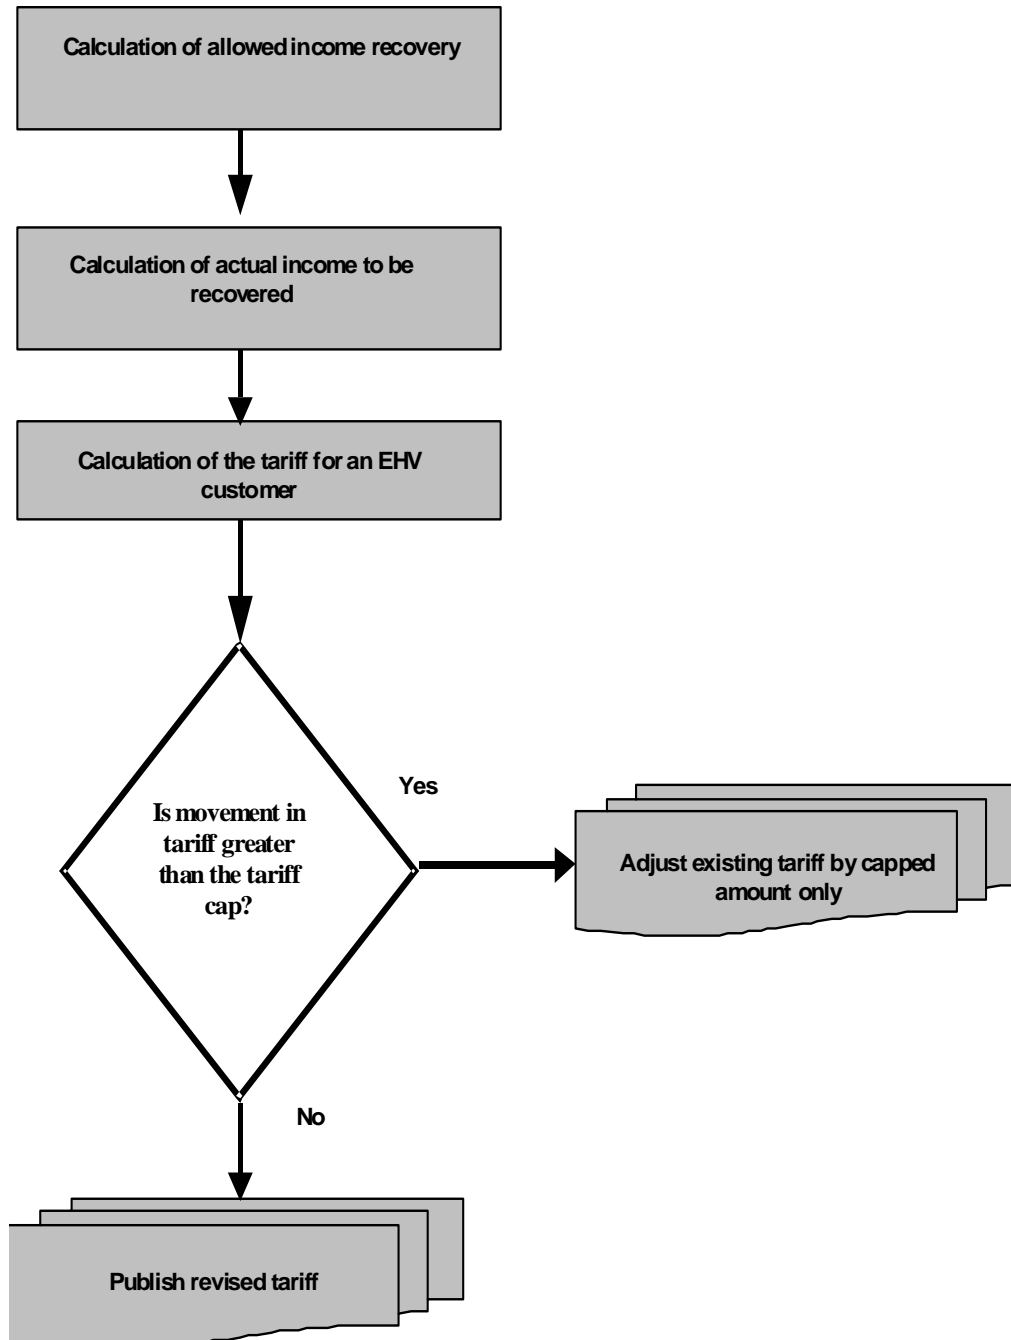 Calculation of allowed income recovery
Calculation of actual income to be
recovered
Calculation of the tariff for an EHV
customer
Is movement in
tariff greater
than the tariff
cap?
Yes
Adjust existing tariff by capped
amount only
No
Publish revised tariff